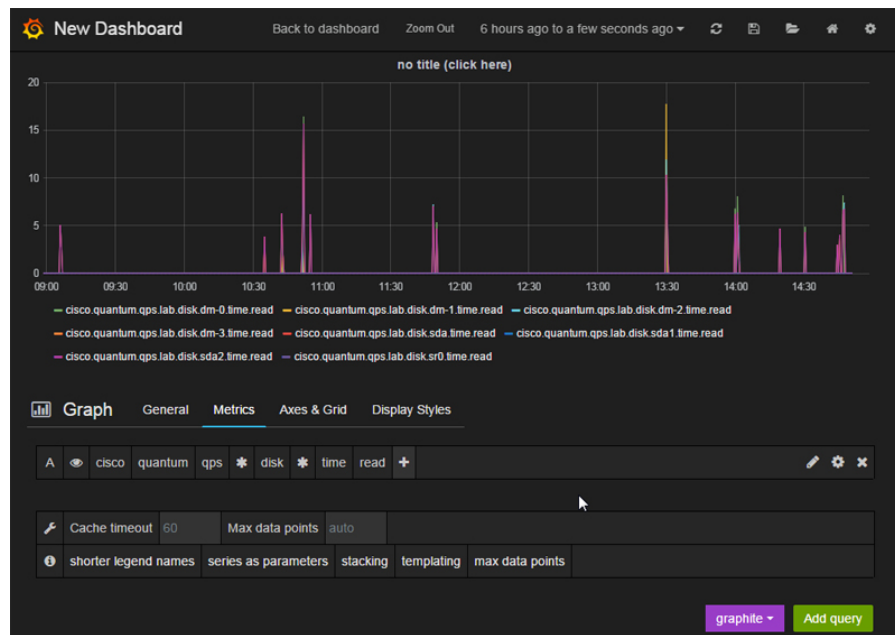 New Dashboard Back to dashboard Zoom Out 6 hours ago to a few seconds ago
no title (click here)
20
15
10
5
0
09:00 09:30 10:00 10:30 11:00 11:30 12:00 12:30 13:00 13:30 14:00 14:30
cisco.quantum.qps.lab.disk.dm-0.time.read cisco.quantum.qps.lab.disk.dm-1.time.read cisco.quantum.qps.lab.disk.dm-2.time.read
cisco.quantum.qps.lab.disk.dm-3.time.read cisco.quantum.qps.lab.disk.sda.time.read cisco.quantum.qps.lab.disk.sda1.time.read
cisco.quantum.qps.lab.disk.sda2.time.read cisco.quantum.qps.lab.disk.sr0.time.read
Graph General Metrics Axes & Grid Display Styles
A cisco quantum qps * disk * time read +
Cache timeout 60 Max data points auto
shorter legend names series as parameters stacking templating max data points
graphite Add query